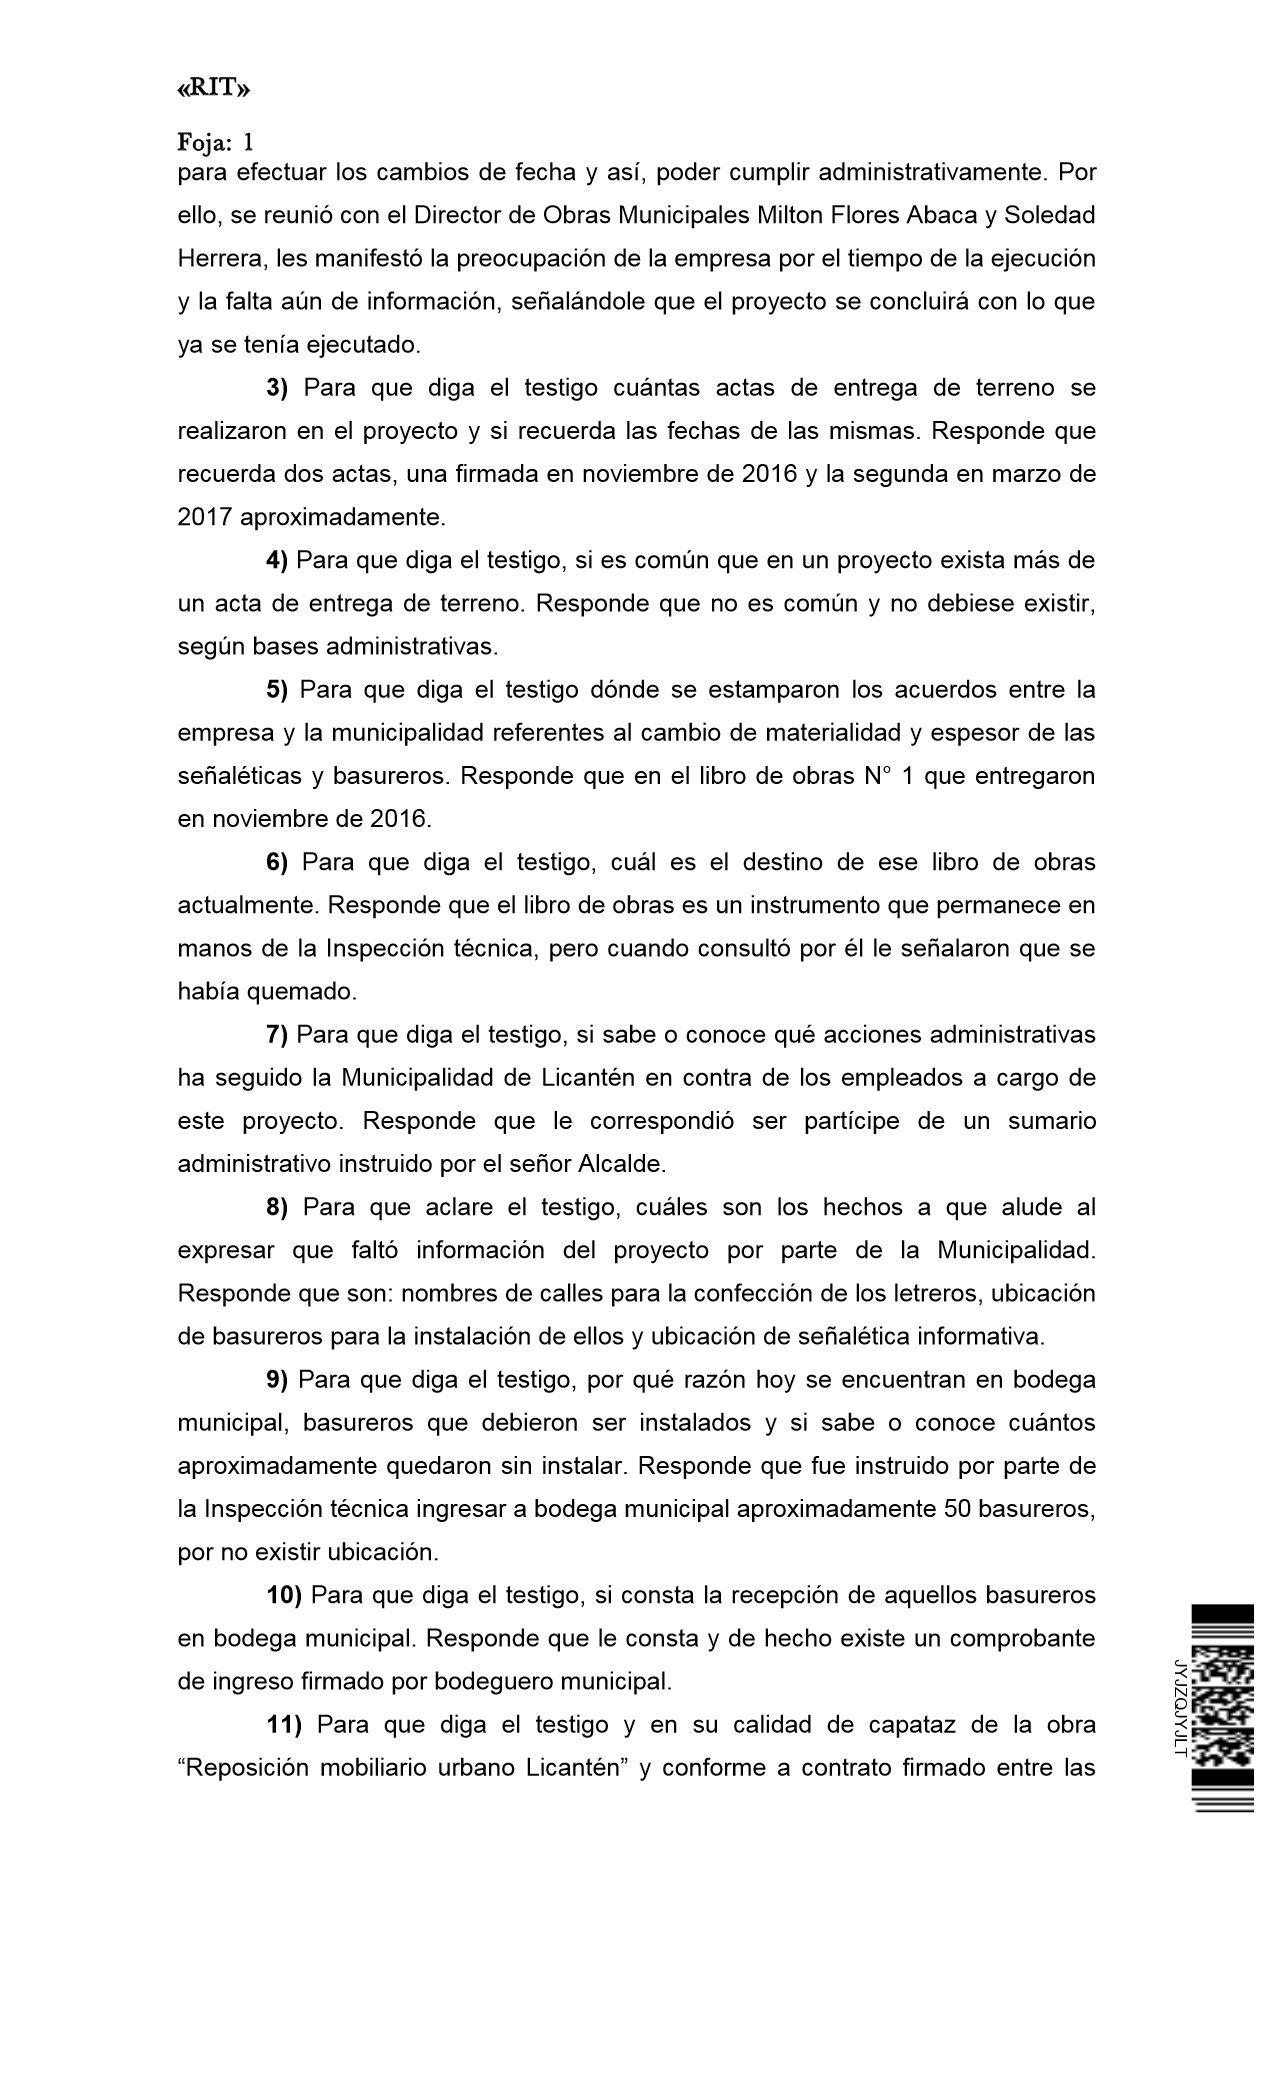 «RIT»
Foja: 1
para efectuar los cambios de fecha y así, poder cumplir administrativamente. Por
ello, se reunió con el Director de Obras Municipales Milton Flores Abaca y Soledad
Herrera, les manifestó la preocupación de la empresa por el tiempo de la ejecución
y la falta aún de información, señalándole que el proyecto se concluirá con lo que
ya se tenía ejecutado.
3) Para que diga el testigo cuántas actas de entrega de terreno se
realizaron en el proyecto y si recuerda las fechas de las mismas. Responde que
recuerda dos actas, una firmada en noviembre de 2016 y la segunda en marzo de
2017 aproximadamente.
4) Para que diga el testigo, si es común que en un proyecto exista más de
un acta de entrega de terreno. Responde que no es común y no debiese existir,
según bases administrativas.
5) Para que diga el testigo dónde se estamparon los acuerdos entre la
empresa y la municipalidad referentes al cambio de materialidad y espesor de las
señaléticas y basureros. Responde que en el libro de obras N° 1 que entregaron
en noviembre de 2016.
6) Para que diga el testigo, cuál es el destino de ese libro de obras
actualmente. Responde que el libro de obras es un instrumento que permanece en
manos de la Inspección técnica, pero cuando consultó por él le señalaron que se
había quemado.
7) Para que diga el testigo, si sabe o conoce qué acciones administrativas
ha seguido la Municipalidad de Licantén en contra de los empleados a cargo de
este proyecto. Responde que le correspondió ser partícipe de un sumario
administrativo instruido por el señor Alcalde.
8) Para que aclare el testigo, cuáles son los hechos a que alude al
expresar que faltó información del proyecto por parte de la Municipalidad.
Responde que son: nombres de calles para la confección de los letreros, ubicación
de basureros para la instalación de ellos y ubicación de señalética informativa.
9) Para que diga el testigo, por qué razón hoy se encuentran en bodega
municipal, basureros que debieron ser instalados y si sabe o conoce cuántos
aproximadamente quedaron sin instalar. Responde que fue instruido por parte de
la Inspección técnica ingresar a bodega municipal aproximadamente 50 basureros,
por no existir ubicación.
10) Para que diga el testigo, si consta la recepción de aquellos basureros
en bodega municipal. Responde que le consta y de hecho existe un comprobante
de ingreso firmado por bodeguero municipal.
11) Para que diga el testigo y en su calidad de capataz de la obra
“Reposición mobiliario urbano Licantén” y conforme a contrato firmado entre las
JYJZQJYJLT